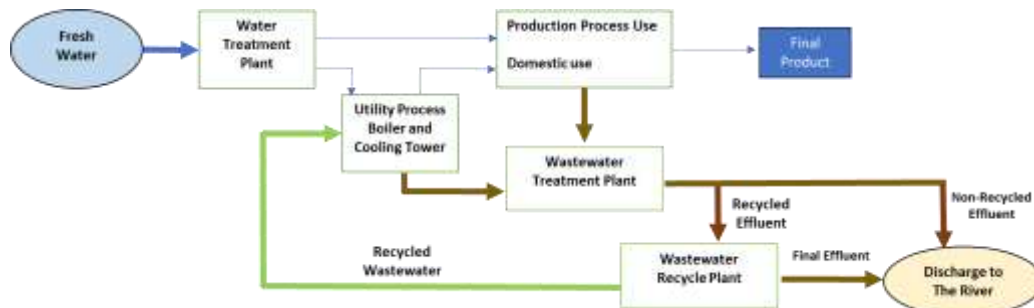 Fresh
Water
Water
Treatment
Plant
Production Process Use
Domestic use
Final
Product
Utility Process
Boiler and
Cooling Tower
Wastewater
Treatment Plant
Recycled
Effluent
Non-Recycled
Effluent
Recycled
Wastewater
Wastewater
Recycle Plant
Final Effluent
Discharge to
The River